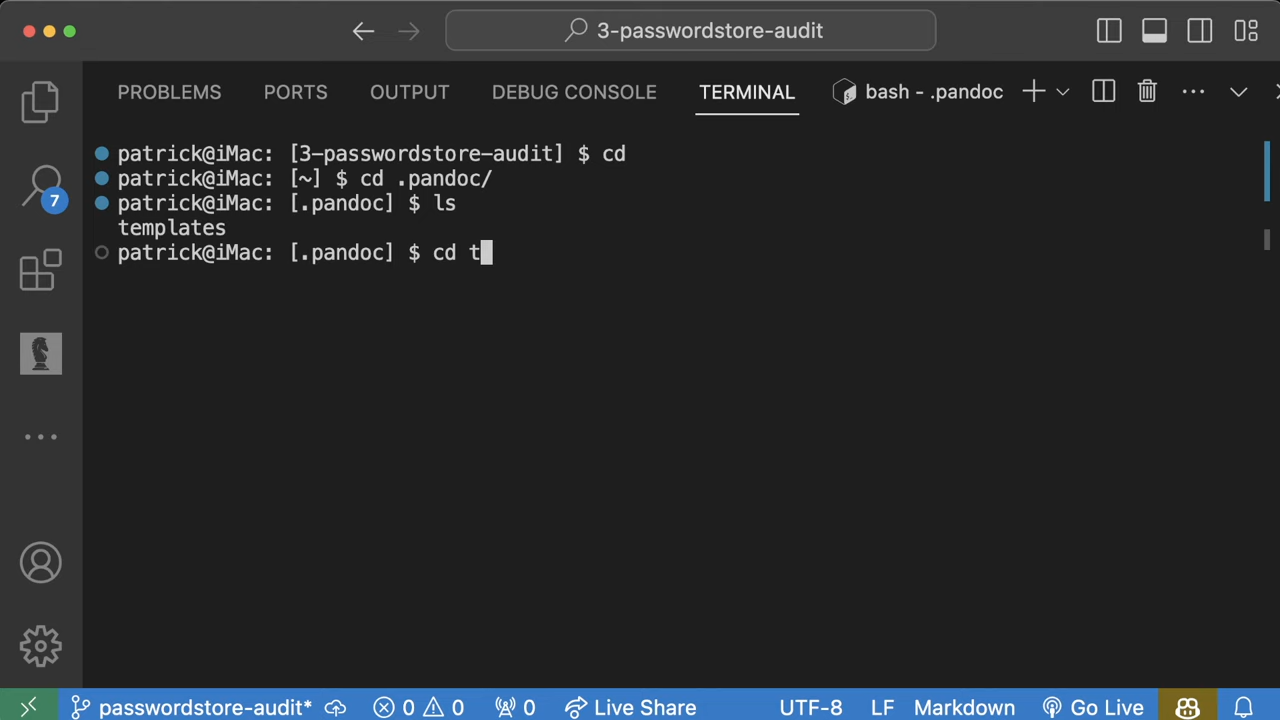 3-passwordstore-audit
PROBLEMS PORTS OUTPUT DEBUG CONSOLE TERMINAL bash - .pandoc
patrick@iMac: [3-passwordstore-audit] $ cd
patrick@iMac: [~] $ cd .pandoc/
patrick@iMac: [.pandoc] $ ls
templates
patrick@iMac: [.pandoc] $ cd t
7
passwordstore-audit* 0 0 0 Live Share UTF-8 LF Markdown Go Live